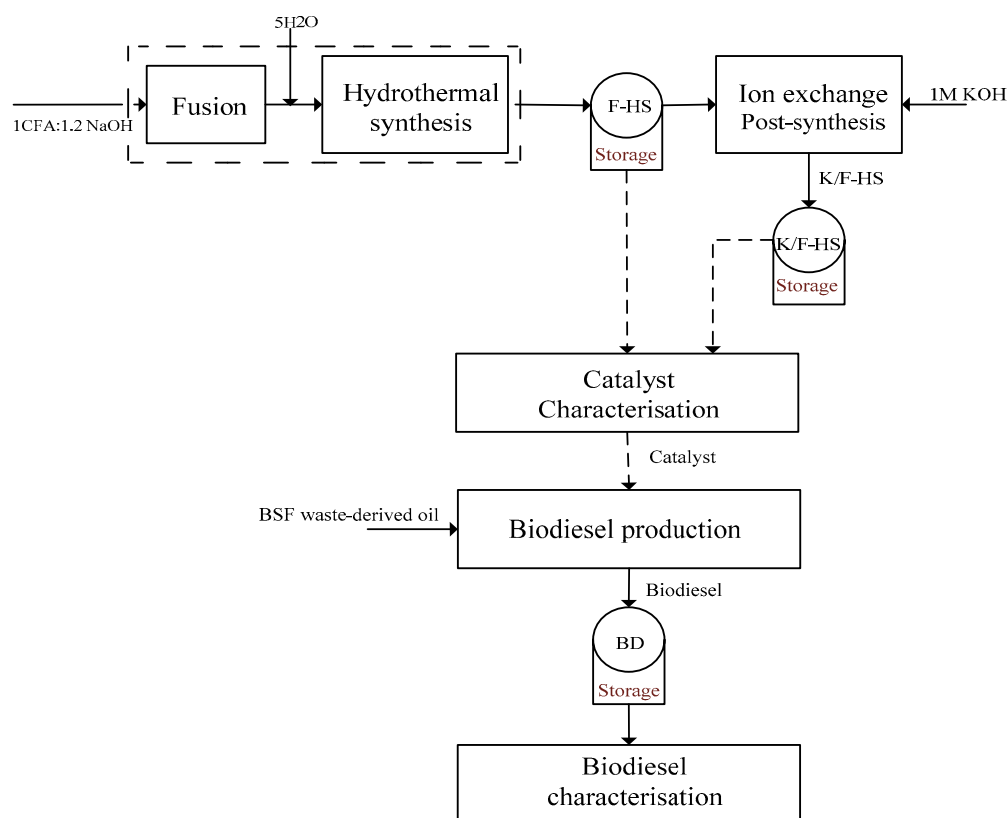 5H2O
Fusion
Hydrothermal
synthesis
1CFA:1.2 NaOH
F-HS
Storage
Ion exchange
Post-synthesis
1M KOH
K/F-HS
K/F-HS
Storage
Catalyst
Characterisation
Catalyst
BSF waste-derived oil
Biodiesel production
Biodiesel
BD
Storage
Biodiesel
characterisation